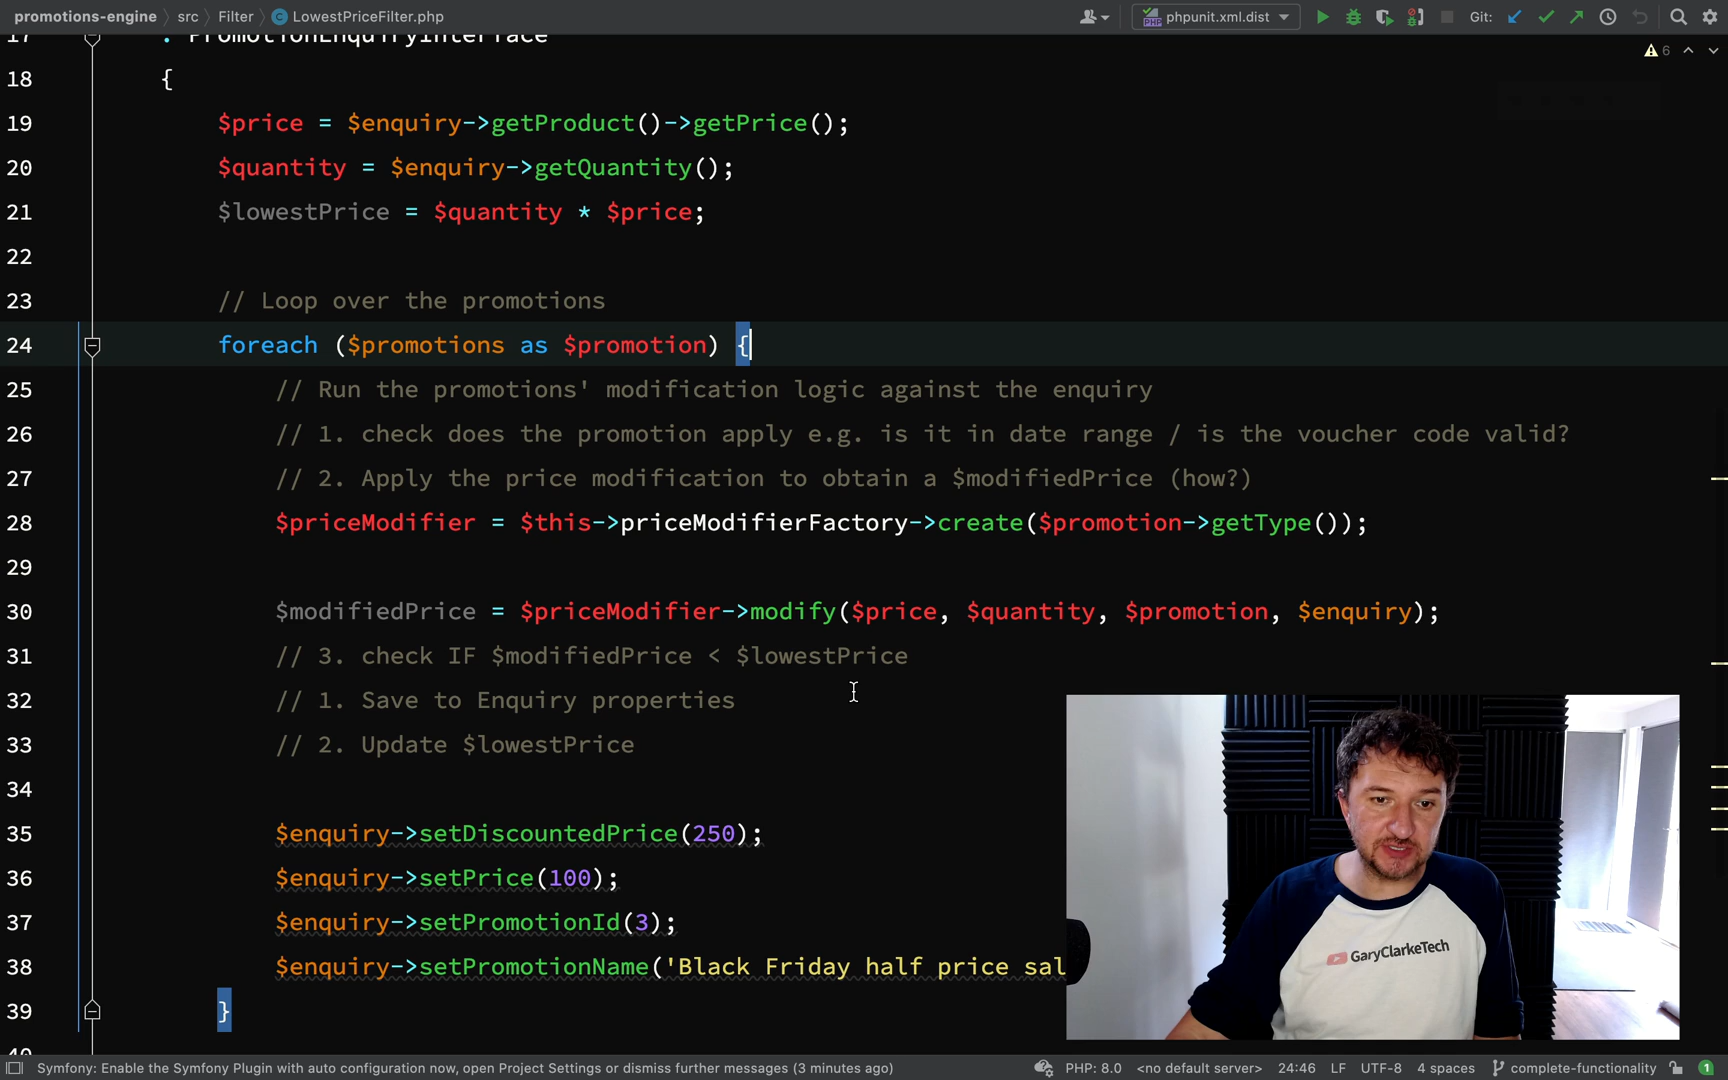 promotions-engine src Filter LowestPriceFilter.php phpunit.xml.dist Git:
17 : PromotionEnquiryInterface
6
18 {
19 $price = $enquiry->getProduct()->getPrice();
20 $quantity = $enquiry->getQuantity();
21 $lowestPrice = $quantity * $price;
22
23 // Loop over the promotions
24 foreach ($promotions as $promotion) {
25 // Run the promotions' modification logic against the enquiry
26 // 1. check does the promotion apply e.g. is it in date range / is the voucher code valid?
27 // 2. Apply the price modification to obtain a $modifiedPrice (how?)
28 $priceModifier = $this->priceModifierFactory->create($promotion->getType());
29
30 $modifiedPrice = $priceModifier->modify($price, $quantity, $promotion, $enquiry);
31 // 3. check IF $modifiedPrice < $lowestPrice
32 // 1. Save to Enquiry properties
33 // 2. Update $lowestPrice
34
35 $enquiry->setDiscountedPrice(250);
36 $enquiry->setPrice(100);
37 $enquiry->setPromotionId(3);
38 $enquiry->setPromotionName('Black Friday half price sal
GaryClarkeTech
39 }
40
Symfony: Enable the Symfony Plugin with auto configuration now, open Project Settings or dismiss further messages (3 minutes ago) PHP: 8.0 <no default server> 24:46 LF UTF-8 4 spaces complete-functionality 1